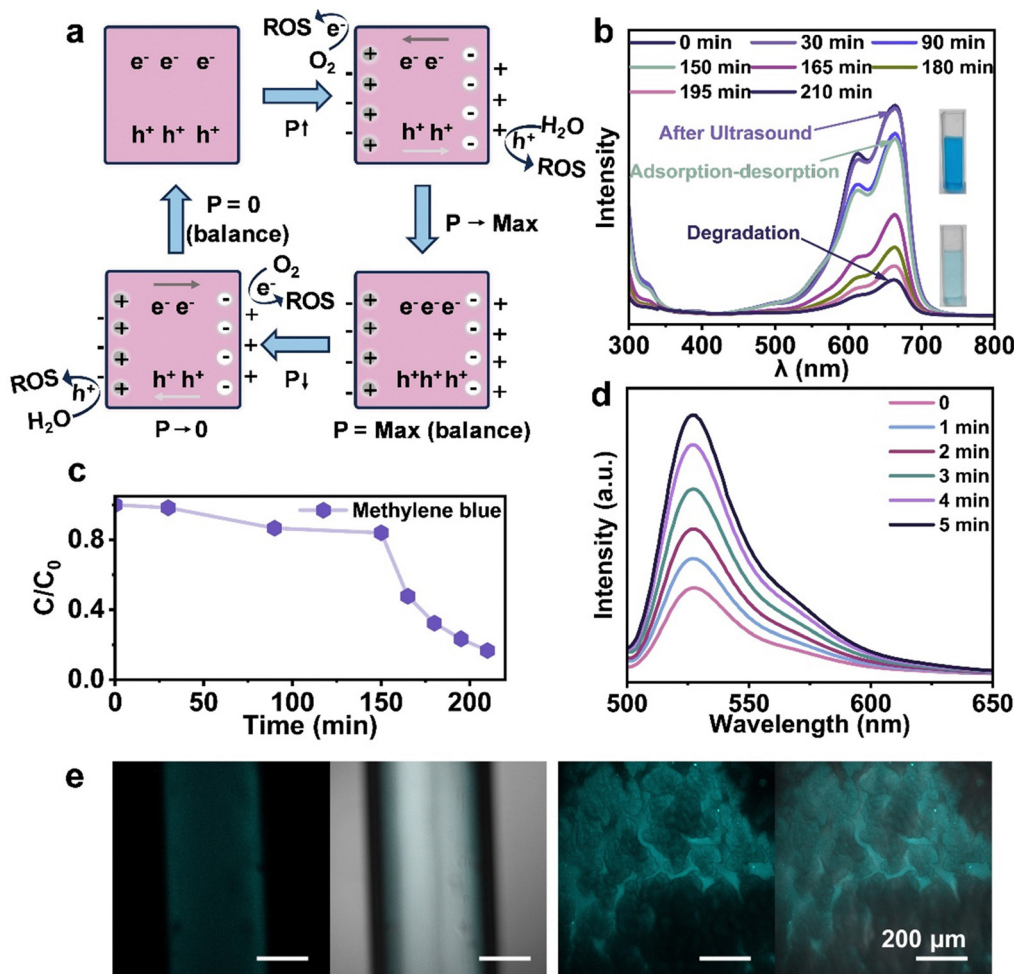 a
e- e- e-
h+ h+ h+
P↑
ROS e-
O2
+ + + +
- - - -
e- e-
h+ h+
- - - -
+ + + +
H2O
h+
ROS
P → Max
P = 0
(balance)
+ + + +
- - -
e- e-
h+ h+
- - - -
+ + +
O2
e-
ROS
ROS
h+
H2O
P → 0
P↓
+ + + +
- - - -
e- e- e-
h+ h+ h+
- - - -
+ + + +
P = Max (balance)
b
0 min 30 min 90 min
150 min 165 min 180 min
195 min 210 min
After Ultrasound
Adsorption-desorption
Degradation
Intensity
300 400 500 600 700 800
λ (nm)
c
Methylene blue
C/C0
0.8
0.4
0.0
0 50 100 150 200
Time (min)
d
0
1 min
2 min
3 min
4 min
5 min
Intensity (a.u.)
500 550 600 650
Wavelength (nm)
e
200 μm